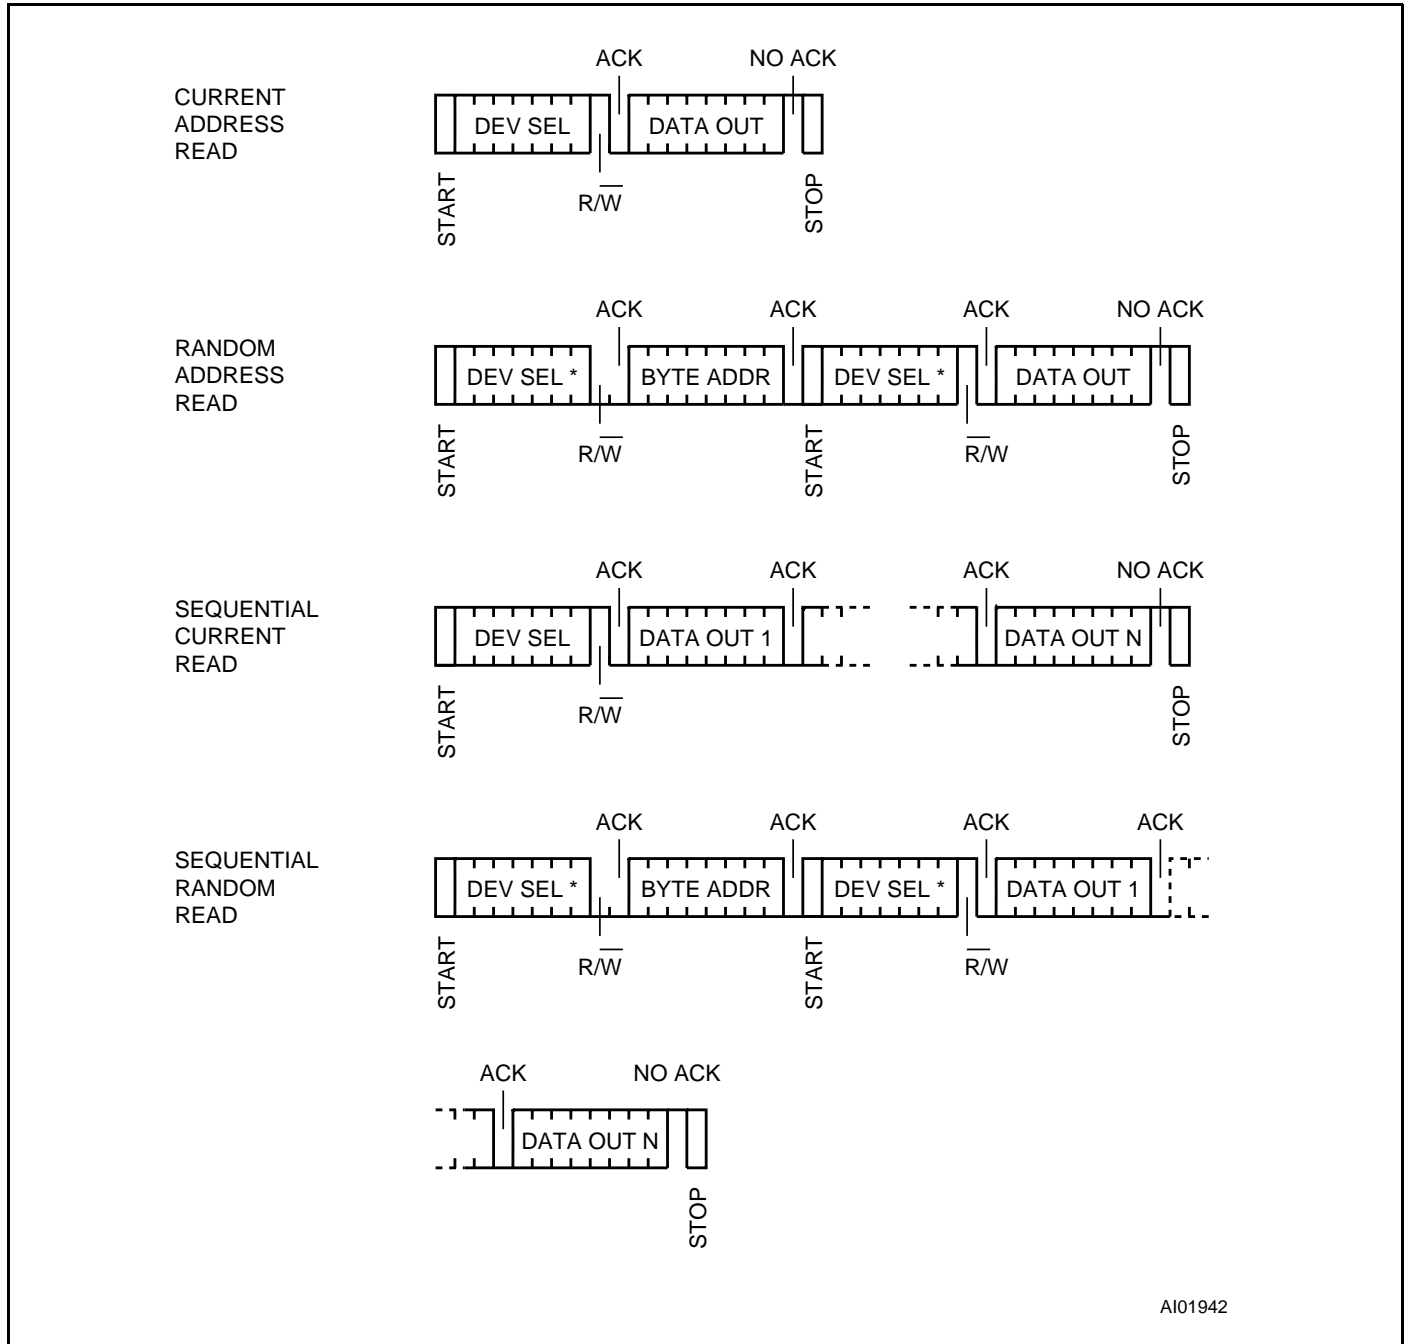 ACK NO ACK
CURRENT
ADDRESS
READ
DEV SEL DATA OUT
START R/W̅ STOP
ACK ACK ACK NO ACK
RANDOM
ADDRESS
READ
DEV SEL * BYTE ADDR DEV SEL * DATA OUT
START R/W̅ START R̅/W STOP
ACK ACK ACK NO ACK
SEQUENTIAL
CURRENT
READ
DEV SEL DATA OUT 1 DATA OUT N
START R/W̅ STOP
ACK ACK ACK ACK
SEQUENTIAL
RANDOM
READ
DEV SEL * BYTE ADDR DEV SEL * DATA OUT 1
START R/W̅ START R̅/W
ACK NO ACK
DATA OUT N
STOP
AI01942